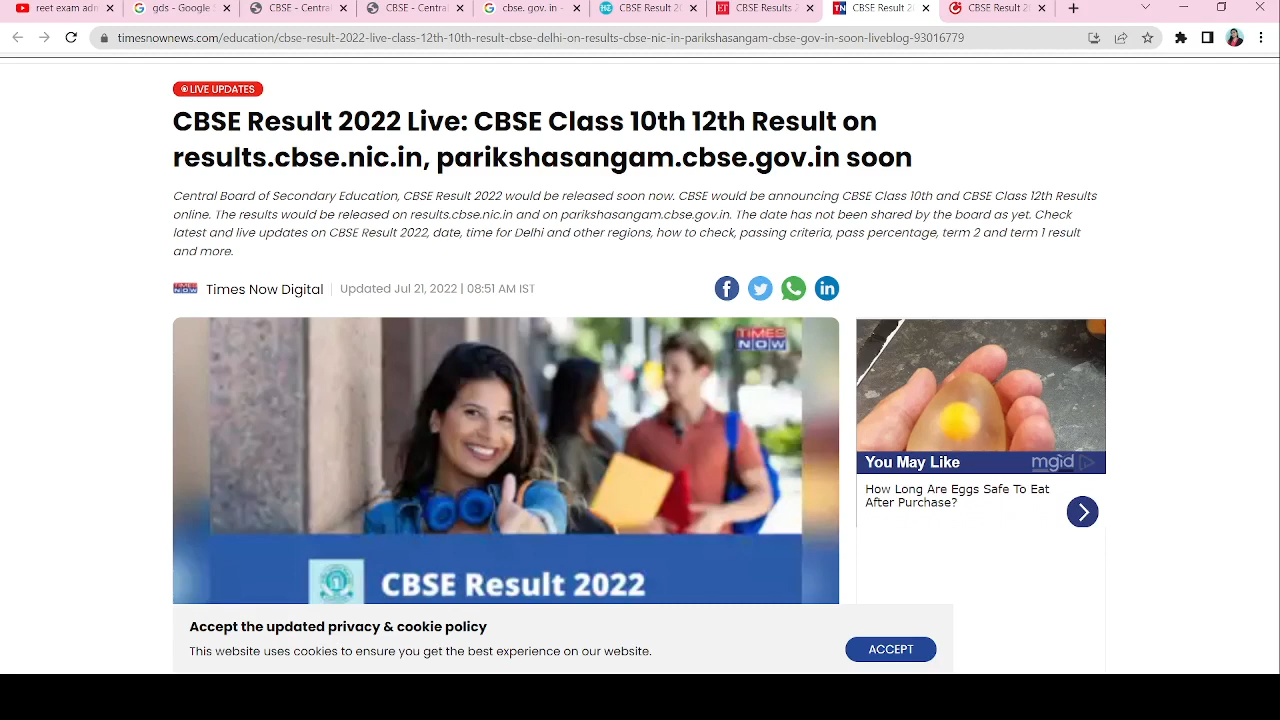 reet exam adm
gds - Google S
CBSE - Central
CBSE - Central
cbse. gov. in -
CBSE Result 20
CBSE Results 2
CBSE Result 2
CBSE Result 20
timesnownews.com/education/cbse-result-2022-live-class-12th-10th-result-cbse-delhi-on-results-cbse-nic-in-parikshasangam-cbse-gov-in-soon-liveblog-93016779
LIVE UPDATES
CBSE Result 2022 Live: CBSE Class 10th 12th Result on
results.cbse.nic.in, parikshasangam.cbse.gov.in soon
Central Board of Secondary Education, CBSE Result 2022 would be released soon now. CBSE would be announcing CBSE Class 10th and CBSE Class 12th Results
online. The results would be released on results.cbse.nic.in and on parikshasangam.cbse.gov.in. The date has not been shared by the board as yet. Check
latest and live updates on CBSE Result 2022, date, time for Delhi and other regions, how to check, passing criteria, pass percentage, term 2 and term 1 result
and more.
TIMES NOW Times Now Digital | Updated Jul 21, 2022 | 08:51 AM IST
TIMES
NOW
CBSE Result 2022
You May Like mgid
How Long Are Eggs Safe To Eat
After Purchase?
Accept the updated privacy & cookie policy
This website uses cookies to ensure you get the best experience on our website.
ACCEPT